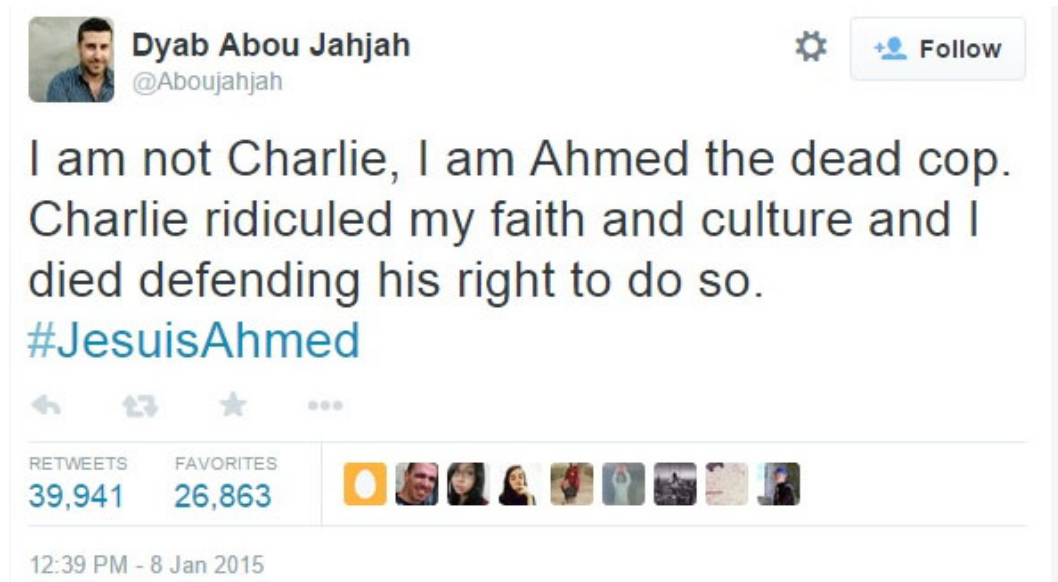 Dyab Abou Jahjah
@Aboujahjah
Follow
I am not Charlie, I am Ahmed the dead cop.
Charlie ridiculed my faith and culture and I
died defending his right to do so.
#JesuisAhmed
RETWEETS FAVORITES
39,941 26,863
12:39 PM - 8 Jan 2015